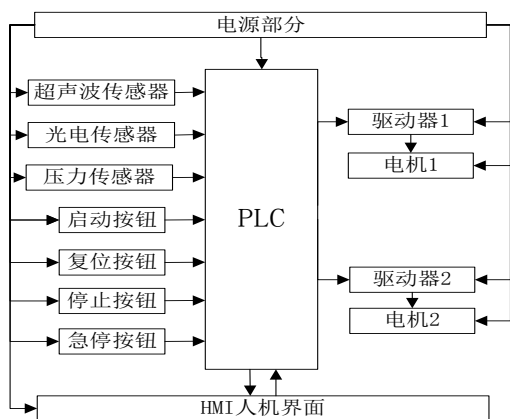 电源部分
超声波传感器
光电传感器
压力传感器
启动按钮
复位按钮
停止按钮
急停按钮
PLC
驱动器1
电机1
驱动器2
电机2
HMI人机界面